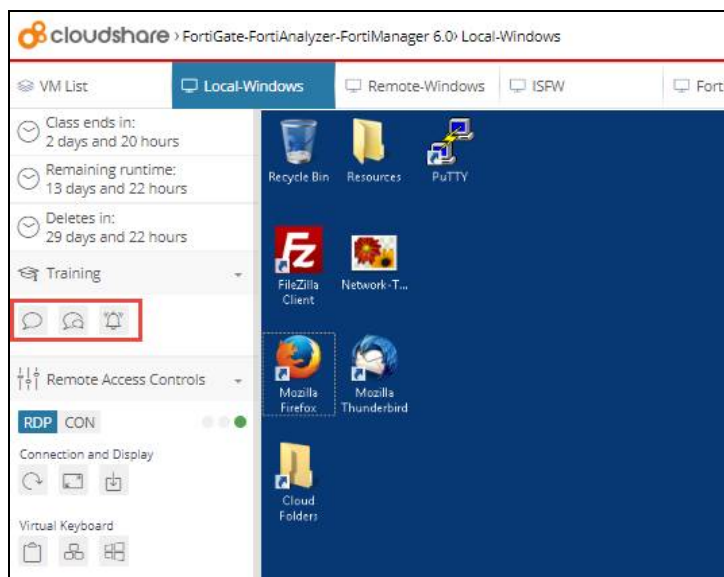 cloudshare › FortiGate-FortiAnalyzer-FortiManager 6.0› Local-Windows
VM List
Local-Windows
Remote-Windows
ISFW
Fort
Class ends in:
2 days and 20 hours
Remaining runtime:
13 days and 22 hours
Deletes in:
29 days and 22 hours
Training
Remote Access Controls
RDP CON
Connection and Display
Virtual Keyboard
Recycle Bin
Resources
PuTTY
FileZilla
Client
Network-T...
Mozilla
Firefox
Mozilla
Thunderbird
Cloud
Folders